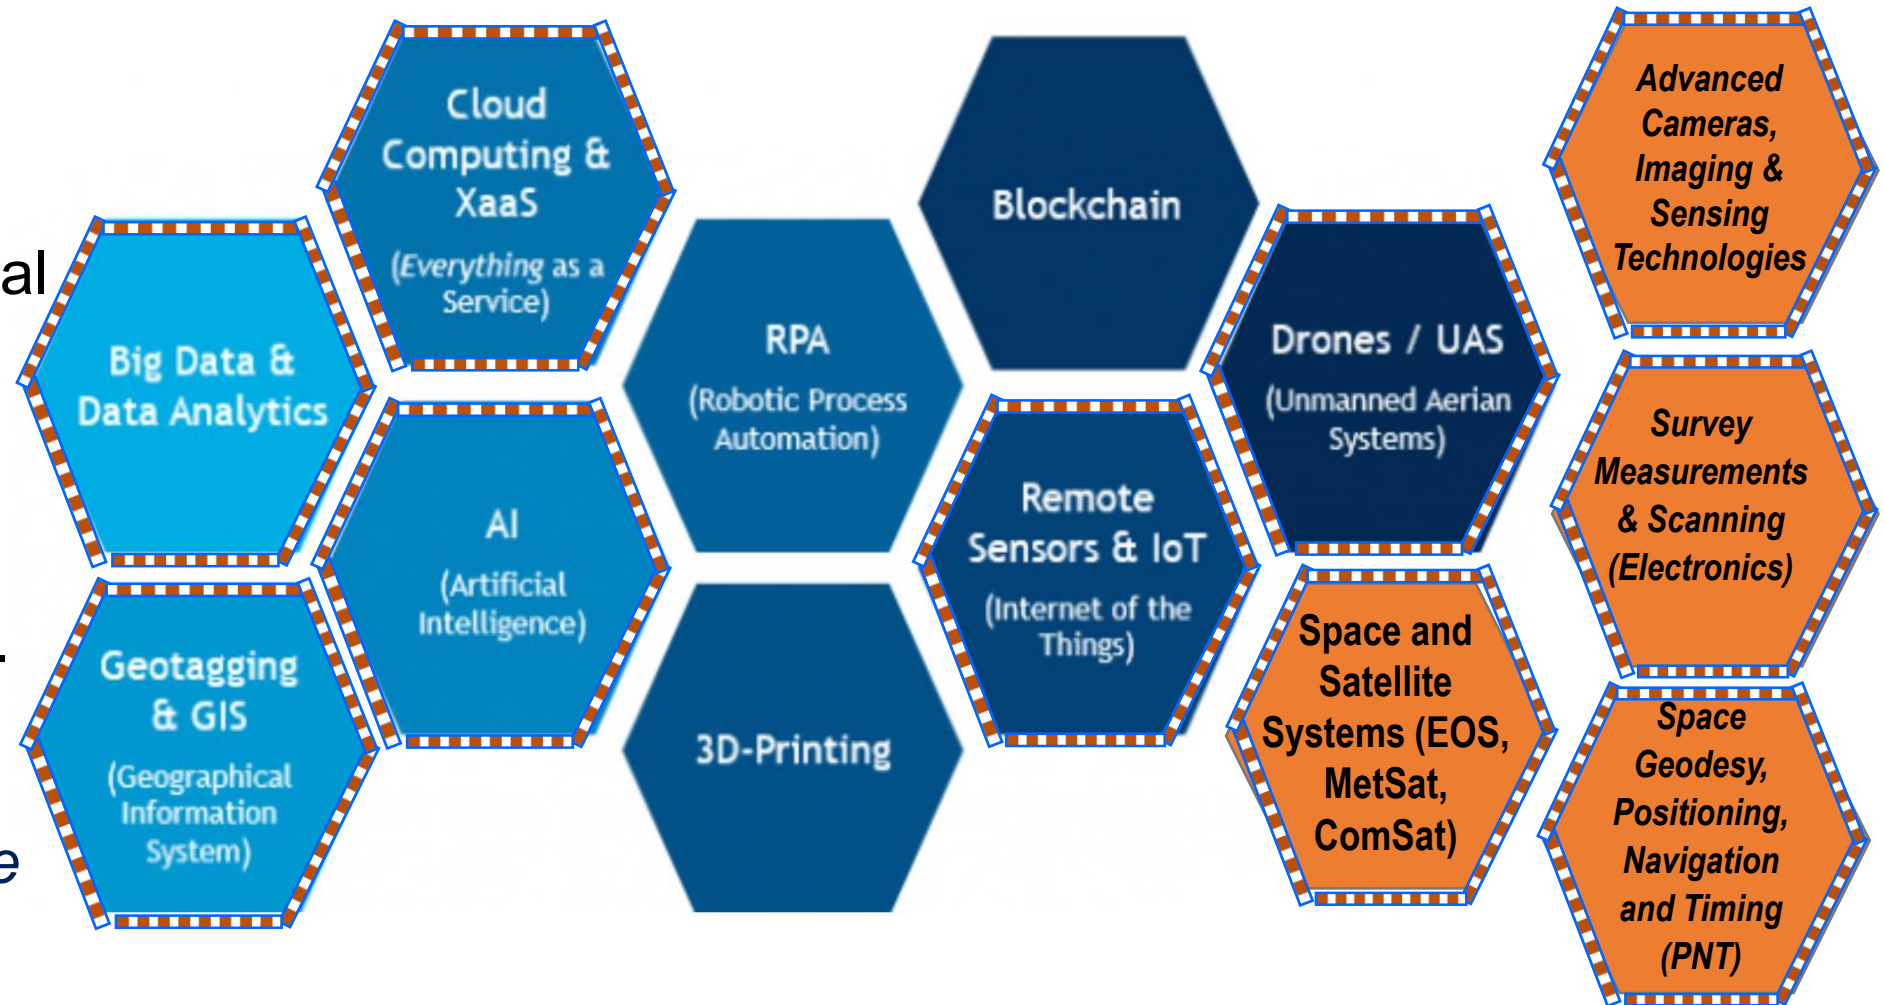 al
.
e
Big Data &
Data Analytics
Geotagging
& GIS
(Geographical
Information
System)
Cloud
Computing &
XaaS
(Everything as a
Service)
AI
(Artificial
Intelligence)
RPA
(Robotic Process
Automation)
3D-Printing
Blockchain
Remote
Sensors & IoT
(Internet of the
Things)
Drones / UAS
(Unmanned Aerian
Systems)
Space and
Satellite
Systems (EOS,
MetSat,
ComSat)
Advanced
Cameras,
Imaging &
Sensing
Technologies
Survey
Measurements
& Scanning
(Electronics)
Space
Geodesy,
Positioning,
Navigation
and Timing
(PNT)